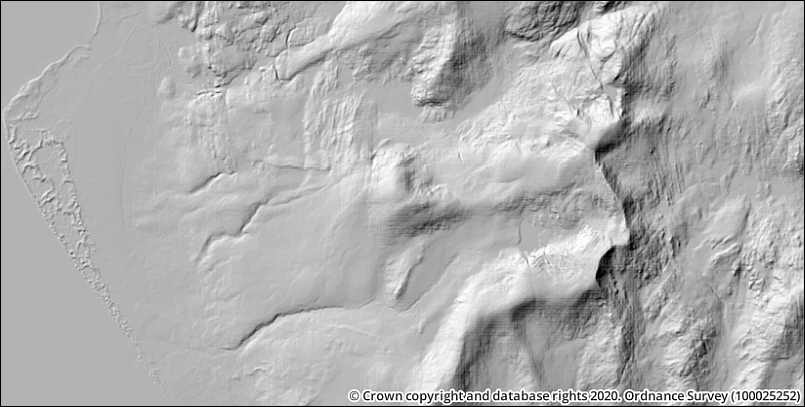 © Crown copyright and database rights 2020. Ordnance Survey (100025252)